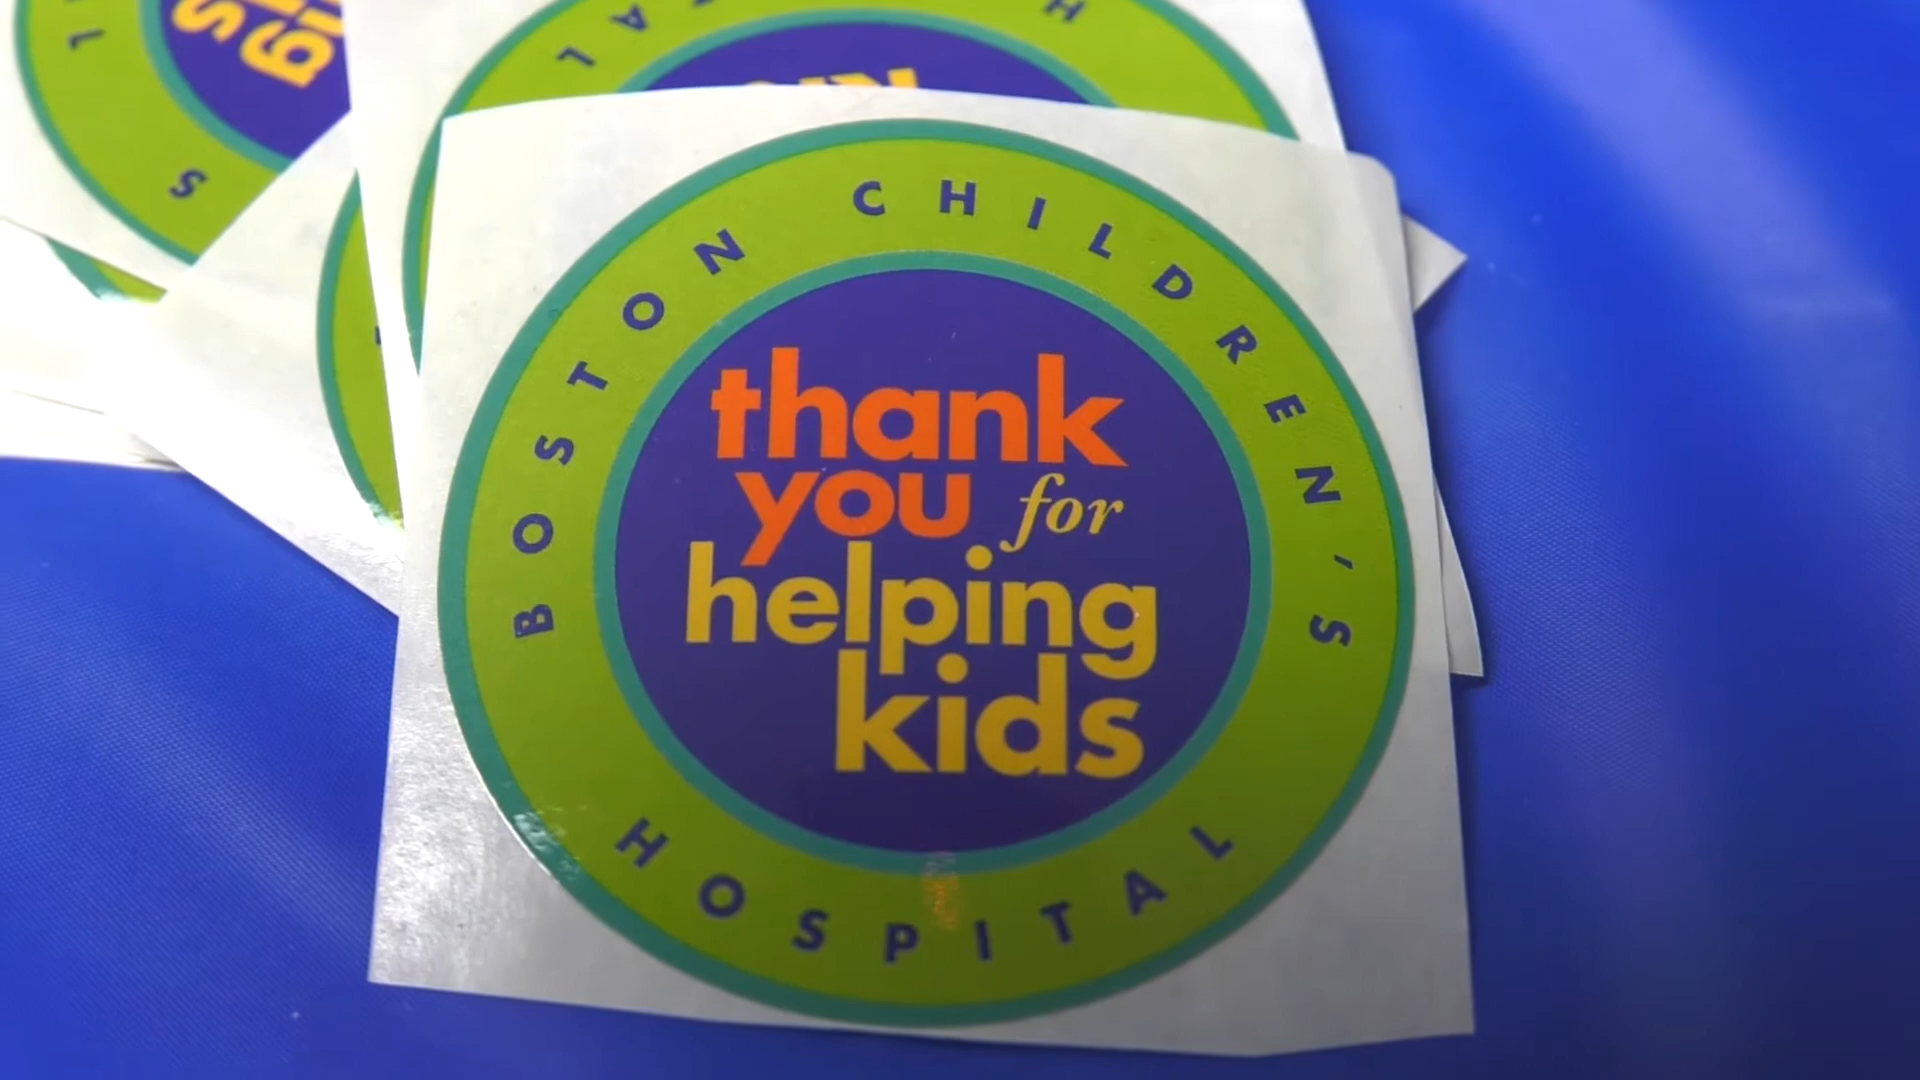 BOSTON CHILDREN'S
thank
you for
helping
kids
HOSPITAL